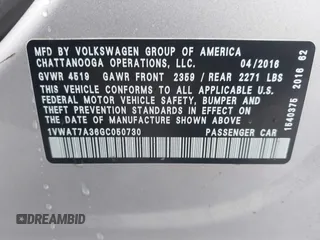 MFD. BY VOLKSWAGEN GROUP OF AMERICA
CHATTANOOGA OPERATIONS, LLC. 04/2016
GVWR 4519 GAWR FRONT 2359 / REAR 2271 LBS
THIS VEHICLE CONFORMS TO ALL APPLICABLE U.S.
FEDERAL MOTOR VEHICLE SAFETY, BUMPER, AND
THEFT PREVENTION STANDARDS IN EFFECT ON THE
DATE OF MANUFACTURE SHOWN ABOVE.
1VWAT7A36GC050730 PASSENGER CAR
1540375 2016 62
DREAMBID